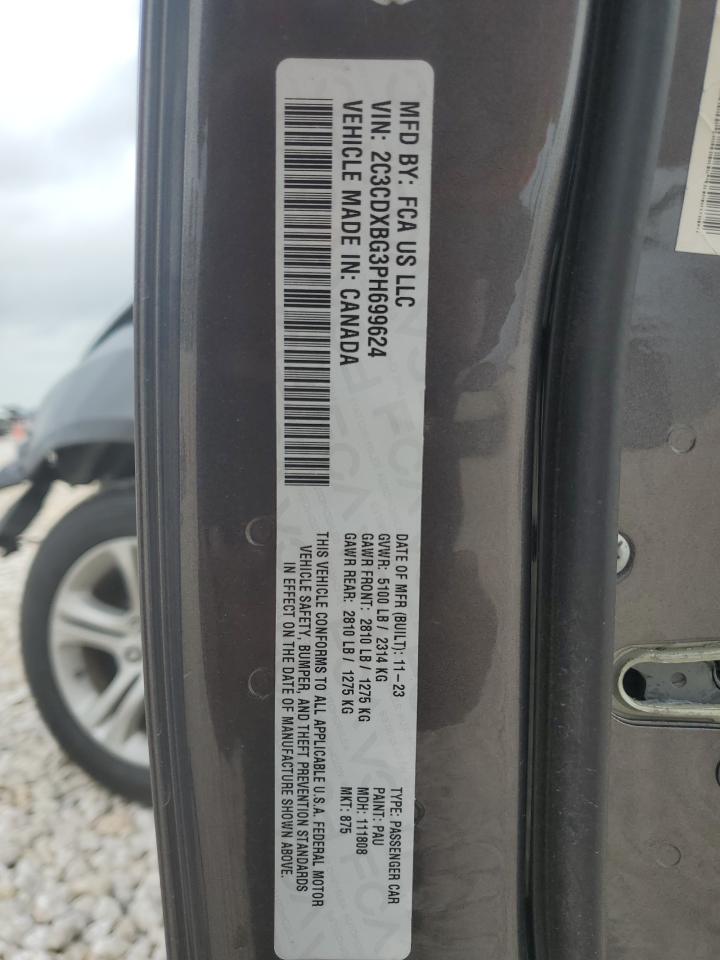 MFD BY: FCA US LLC
VIN: 2C3CDXBG3PH699624
VEHICLE MADE IN: CANADA
DATE OF MFR (BUILT): 11-23
GVWR: 5100 LB / 2314 KG
GAWR FRONT: 2810 LB / 1275 KG
GAWR REAR: 2810 LB / 1275 KG
TYPE: PASSENGER CAR
PAINT: PAU
MDH: 111808
MKT: 875
THIS VEHICLE CONFORMS TO ALL APPLICABLE U.S.A. FEDERAL MOTOR
VEHICLE SAFETY, BUMPER, AND THEFT PREVENTION STANDARDS
IN EFFECT ON THE DATE OF MANUFACTURE SHOWN ABOVE.